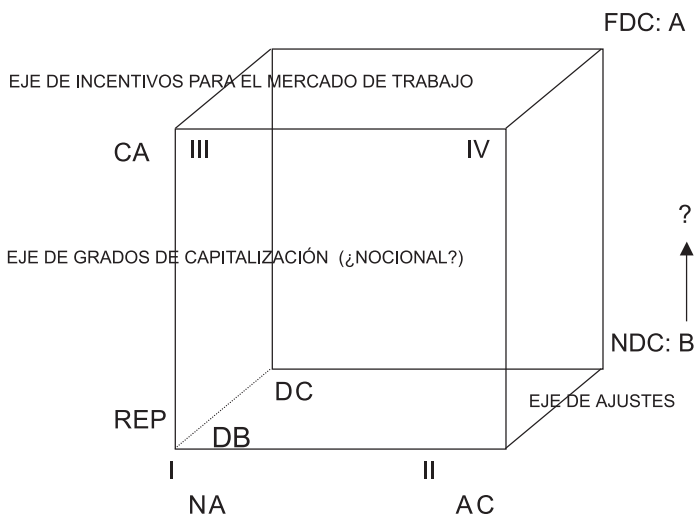 FDC: A
EJE DE INCENTIVOS PARA EL MERCADO DE TRABAJO
CA III IV
?
EJE DE GRADOS DE CAPITALIZACIÓN (¿NOCIONAL?)
NDC: B
DC
EJE DE AJUSTES
REP
DB
I II
NA AC